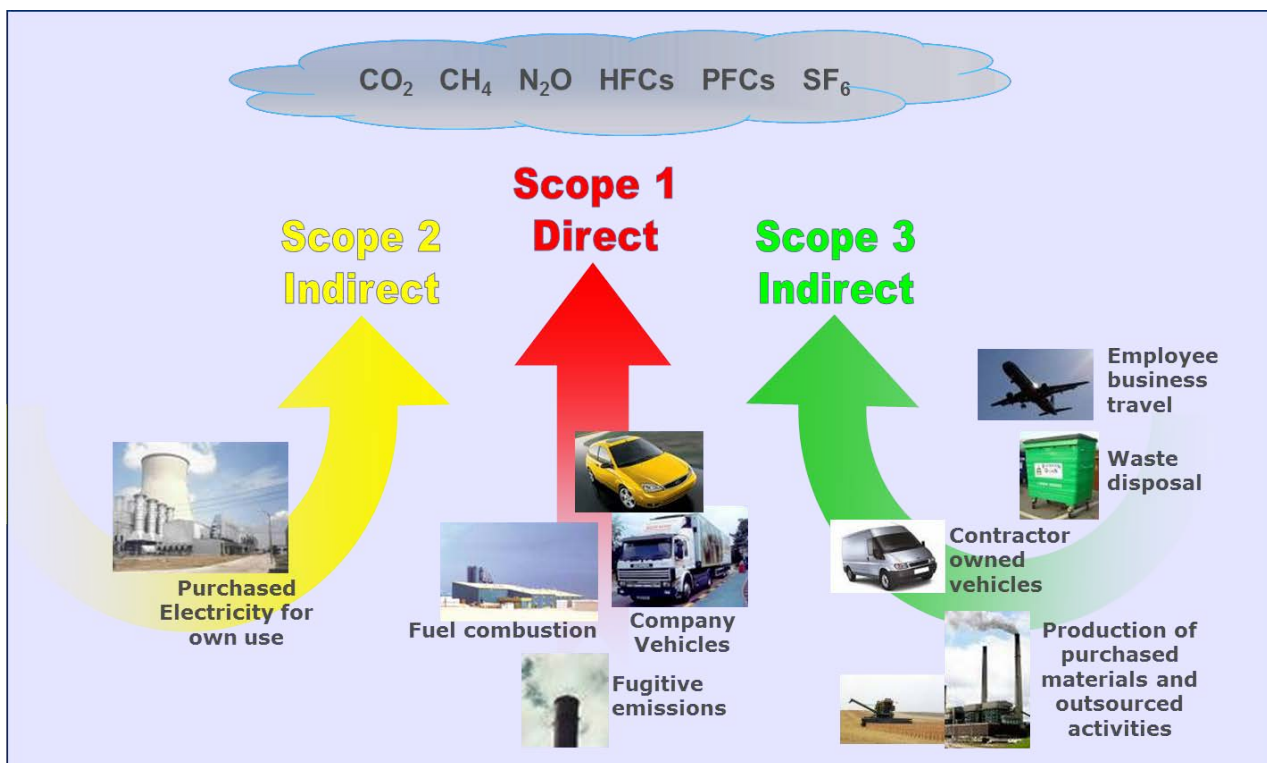 CO₂ CH₄ N₂O HFCs PFCs SF₆
Scope 1
Direct
Scope 2
Indirect
Scope 3
Indirect
Employee
business
travel
Waste
disposal
Contractor
owned
vehicles
Purchased
Electricity for
own use
Fuel combustion
Company
Vehicles
Fugitive
emissions
Production of
purchased
materials and
outsourced
activities